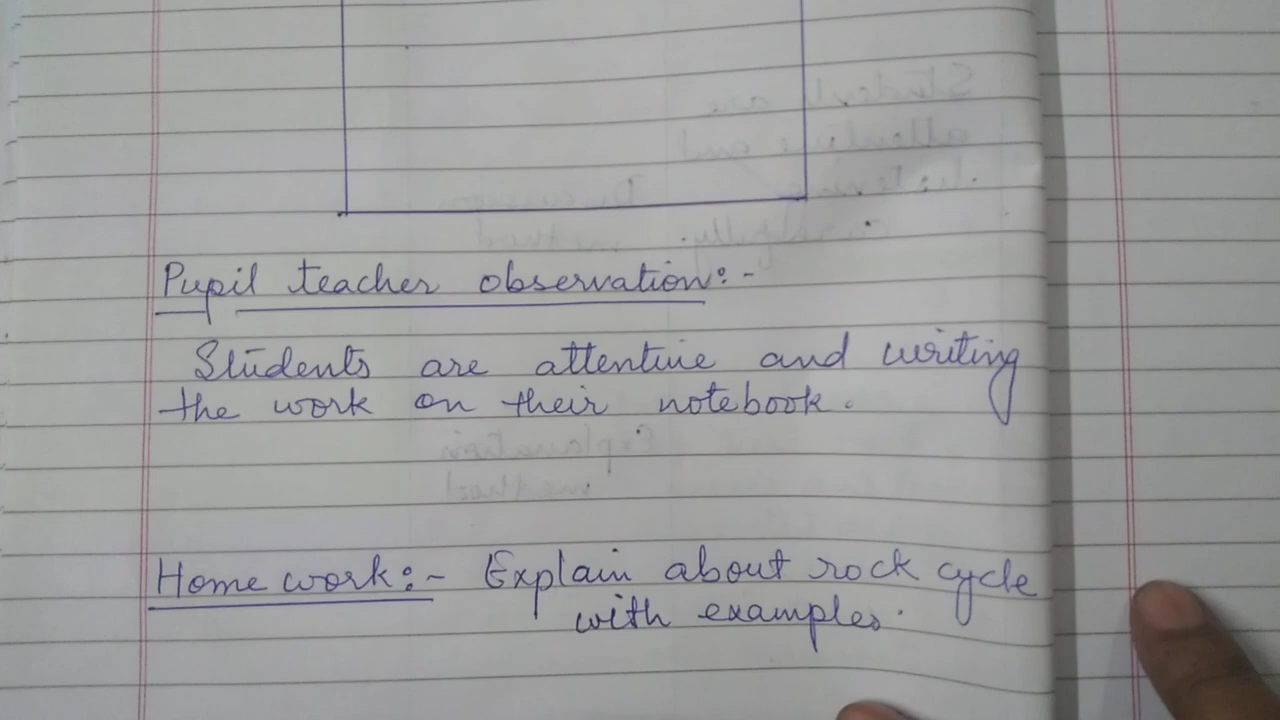 Pupil teacher observation:-
Students are attentive and writing
the work on their notebook.
Home work:- Explain about rock cycle
with examples.